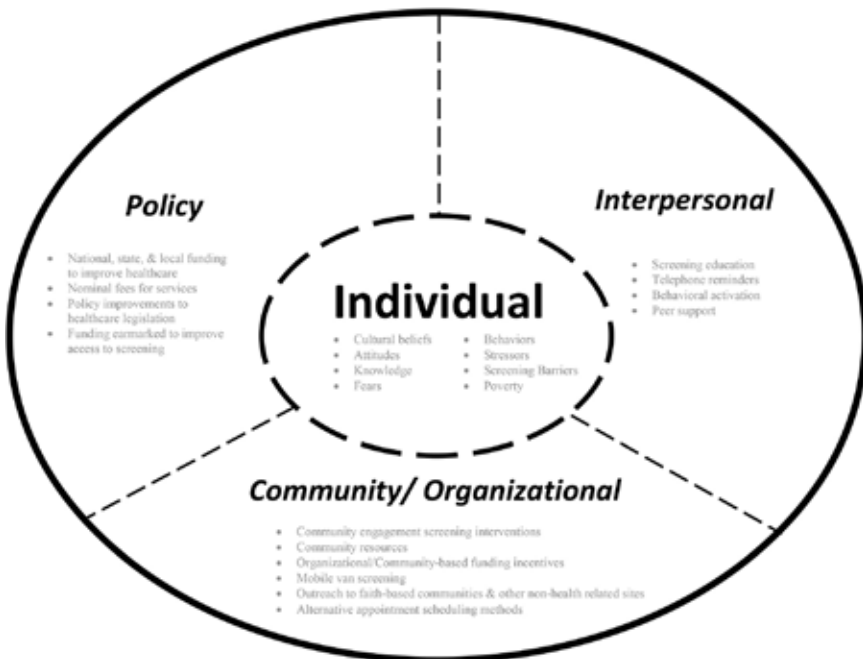 Policy
• National, state, & local funding
to improve healthcare
• Nominal fees for services
• Policy improvements to
healthcare legislation
• Funding earmarked to improve
access to screening
Interpersonal
• Screening education
• Telephone reminders
• Behavioral activation
• Peer support
Individual
• Cultural beliefs
• Attitudes
• Knowledge
• Fears
• Behaviors
• Stressors
• Screening Barriers
• Poverty
Community/ Organizational
• Community engagement screening interventions
• Community resources
• Organizational/Community-based funding incentives
• Mobile van screening
• Outreach to faith-based communities & other non-health related sites
• Alternative appointment scheduling methods